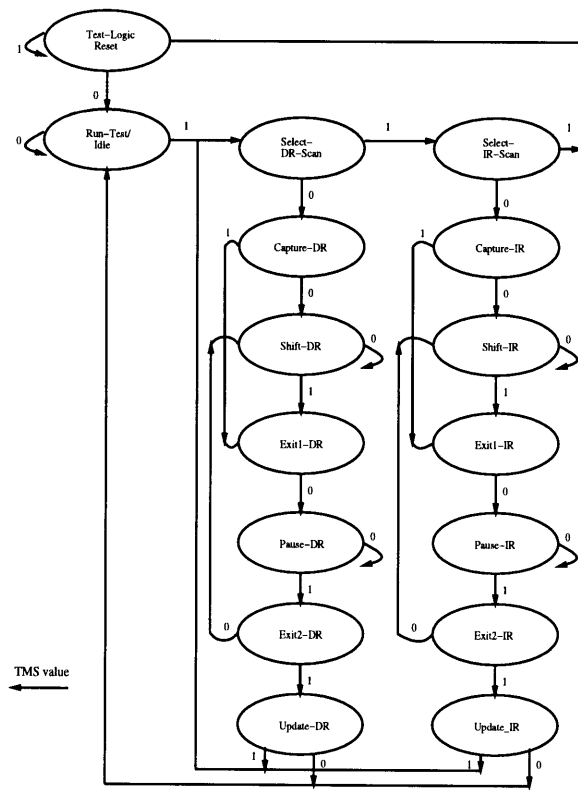 Test-Logic
Reset
1
0
Run-Test/
Idle
0
1
Select-
DR-Scan
1
Select-
IR-Scan
1
0
0
Capture-DR
1
Capture-IR
1
0
0
Shift-DR
0
Shift-IR
0
1
1
Exit1-DR
Exit1-IR
0
0
Pause-DR
0
Pause-IR
0
1
1
Exit2-DR
0
Exit2-IR
0
1
1
TMS value
Update-DR
Update_IR
1
0
1
0